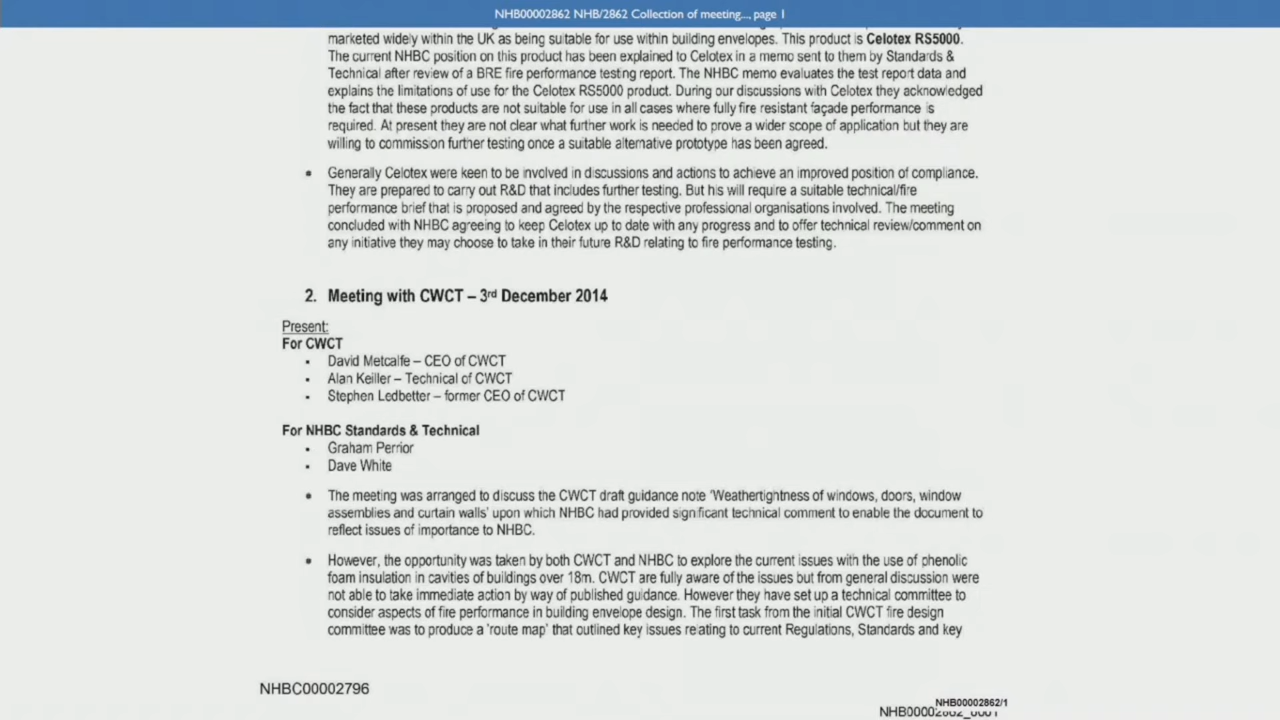 NHB00002862 NHB/2862 Collection of meeting..., page 1
marketed widely within the UK as being suitable for use within building envelopes. This product is Celotex RS5000.
The current NHBC position on this product has been explained to Celotex in a memo sent to them by Standards &
Technical after review of a BRE fire performance testing report. The NHBC memo evaluates the test report data and
explains the limitations of use for the Celotex RS5000 product. During our discussions with Celotex they acknowledged
the fact that these products are not suitable for use in all cases where fully fire resistant façade performance is
required. At present they are not clear what further work is needed to prove a wider scope of application but they are
willing to commission further testing once a suitable alternative prototype has been agreed.
• Generally Celotex were keen to be involved in discussions and actions to achieve an improved position of compliance.
They are prepared to carry out R&D that includes further testing. But his will require a suitable technical/fire
performance brief that is proposed and agreed by the respective professional organisations involved. The meeting
concluded with NHBC agreeing to keep Celotex up to date with any progress and to offer technical review/comment on
any initiative they may choose to take in their future R&D relating to fire performance testing.
2. Meeting with CWCT – 3rd December 2014
Present:
For CWCT
• David Metcalfe – CEO of CWCT
• Alan Keiller – Technical of CWCT
• Stephen Ledbetter – former CEO of CWCT
For NHBC Standards & Technical
• Graham Perrior
• Dave White
• The meeting was arranged to discuss the CWCT draft guidance note 'Weathertightness of windows, doors, window
assemblies and curtain walls' upon which NHBC had provided significant technical comment to enable the document to
reflect issues of importance to NHBC.
• However, the opportunity was taken by both CWCT and NHBC to explore the current issues with the use of phenolic
foam insulation in cavities of buildings over 18m. CWCT are fully aware of the issues but from general discussion were
not able to take immediate action by way of published guidance. However they have set up a technical committee to
consider aspects of fire performance in building envelope design. The first task from the initial CWCT fire design
committee was to produce a 'route map' that outlined key issues relating to current Regulations, Standards and key
NHBC00002796
NHB00002862/1
NHB00002862_0001